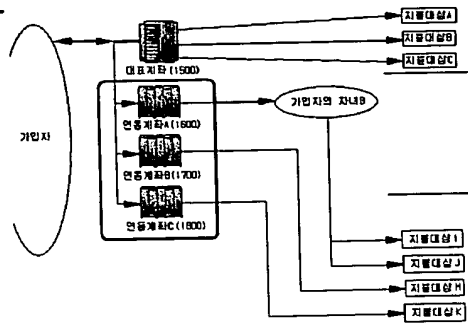 지불대상A
지불대상B
지불대상C
대표계좌(1500)
가입자
연동계좌A(1600)
가입자의 자녀B
연동계좌B(1700)
연동계좌C(1800)
지불대상I
지불대상J
지불대상H
지불대상K